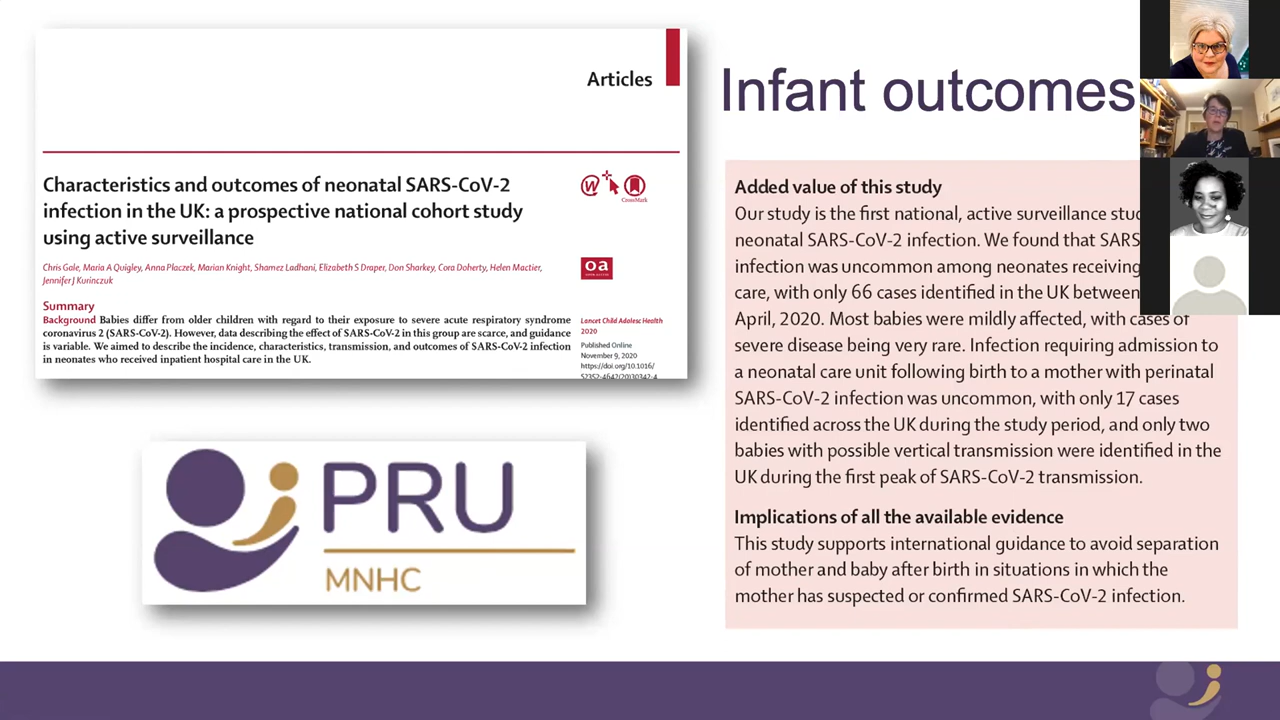 Articles
Characteristics and outcomes of neonatal SARS-CoV-2
infection in the UK: a prospective national cohort study
using active surveillance
CrossMark
Chris Gale, Maria A Quigley, Anna Placzek, Marian Knight, Shamez Ladhani, Elizabeth S Draper, Don Sharkey, Cora Doherty, Helen Mactier,
Jennifer J Kurinczuk
oa
OPEN ACCESS
Summary
Background Babies differ from older children with regard to their exposure to severe acute respiratory syndrome
coronavirus 2 (SARS-CoV-2). However, data describing the effect of SARS-CoV-2 in this group are scarce, and guidance
is variable. We aimed to describe the incidence, characteristics, transmission, and outcomes of SARS-CoV-2 infection
in neonates who received inpatient hospital care in the UK.
Lancet Child Adolesc Health
2020
Published Online
November 9, 2020
https://doi.org/10.1016/
S2352-4642(20)30342-4
PRU
MNHC
Infant outcomes
Added value of this study
Our study is the first national, active surveillance
neonatal SARS-CoV-2 infection. We found that SARS
infection was uncommon among neonates receiving
care, with only 66 cases identified in the UK between
April, 2020. Most babies were mildly affected, with cases of
severe disease being very rare. Infection requiring admission to
a neonatal care unit following birth to a mother with perinatal
SARS-CoV-2 infection was uncommon, with only 17 cases
identified across the UK during the study period, and only two
babies with possible vertical transmission were identified in the
UK during the first peak of SARS-CoV-2 transmission.
Implications of all the available evidence
This study supports international guidance to avoid separation
of mother and baby after birth in situations in which the
mother has suspected or confirmed SARS-CoV-2 infection.